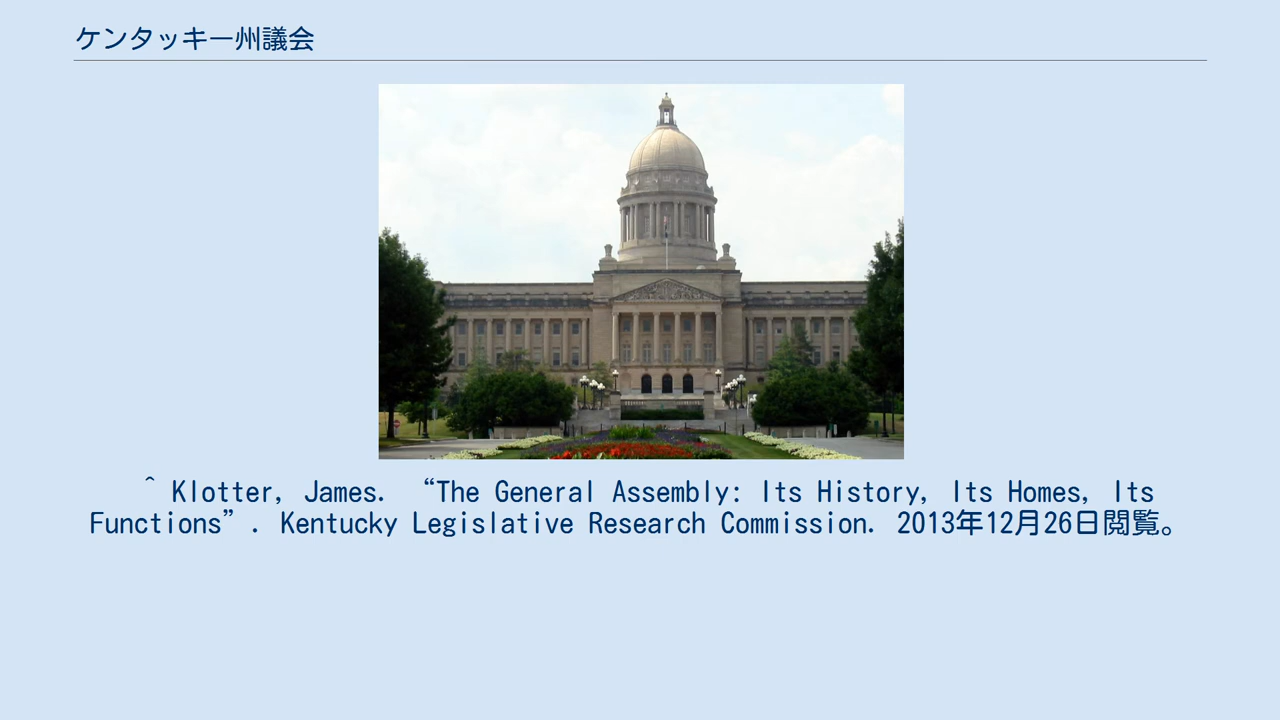 ケンタッキー州議会
^ Klotter, James. “The General Assembly: Its History, Its Homes, Its
Functions”. Kentucky Legislative Research Commission. 2013年12月26日閲覧。